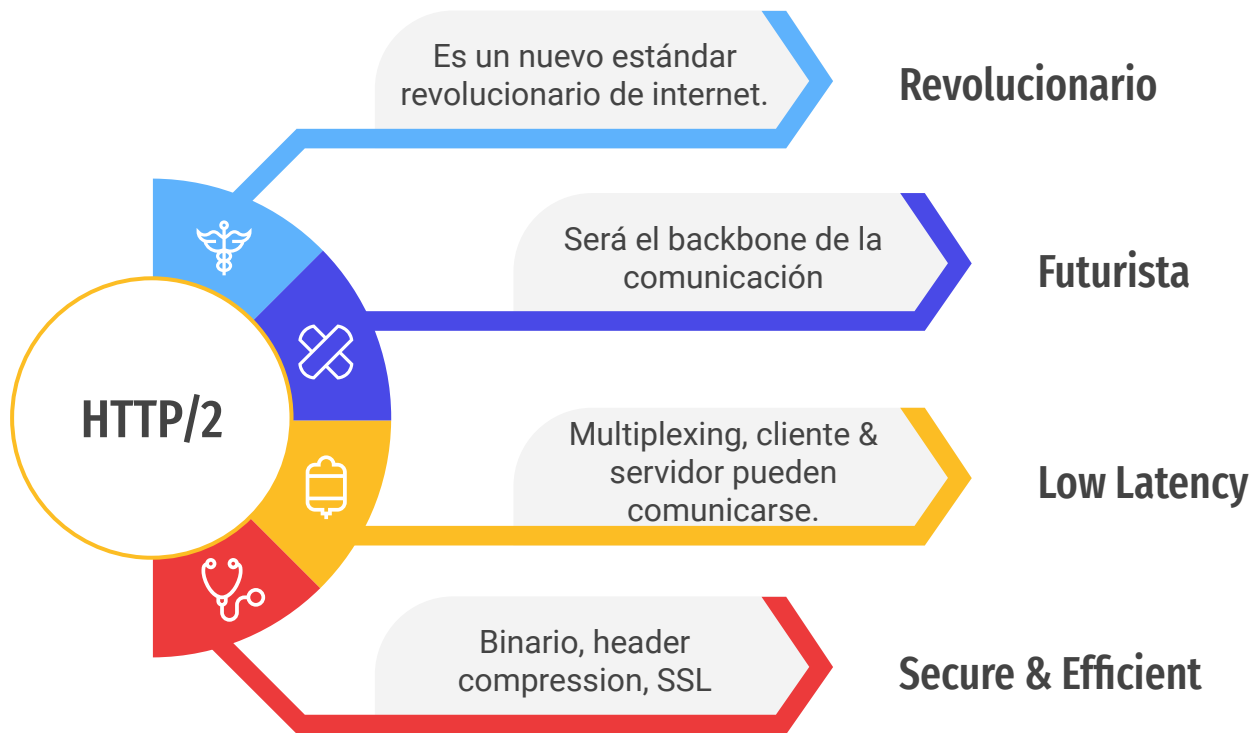 Es un nuevo estándar
revolucionario de internet.
Revolucionario
Será el backbone de la
comunicación
Futurista
HTTP/2
Multiplexing, cliente &
servidor pueden
comunicarse.
Low Latency
Binario, header
compression, SSL
Secure & Efficient